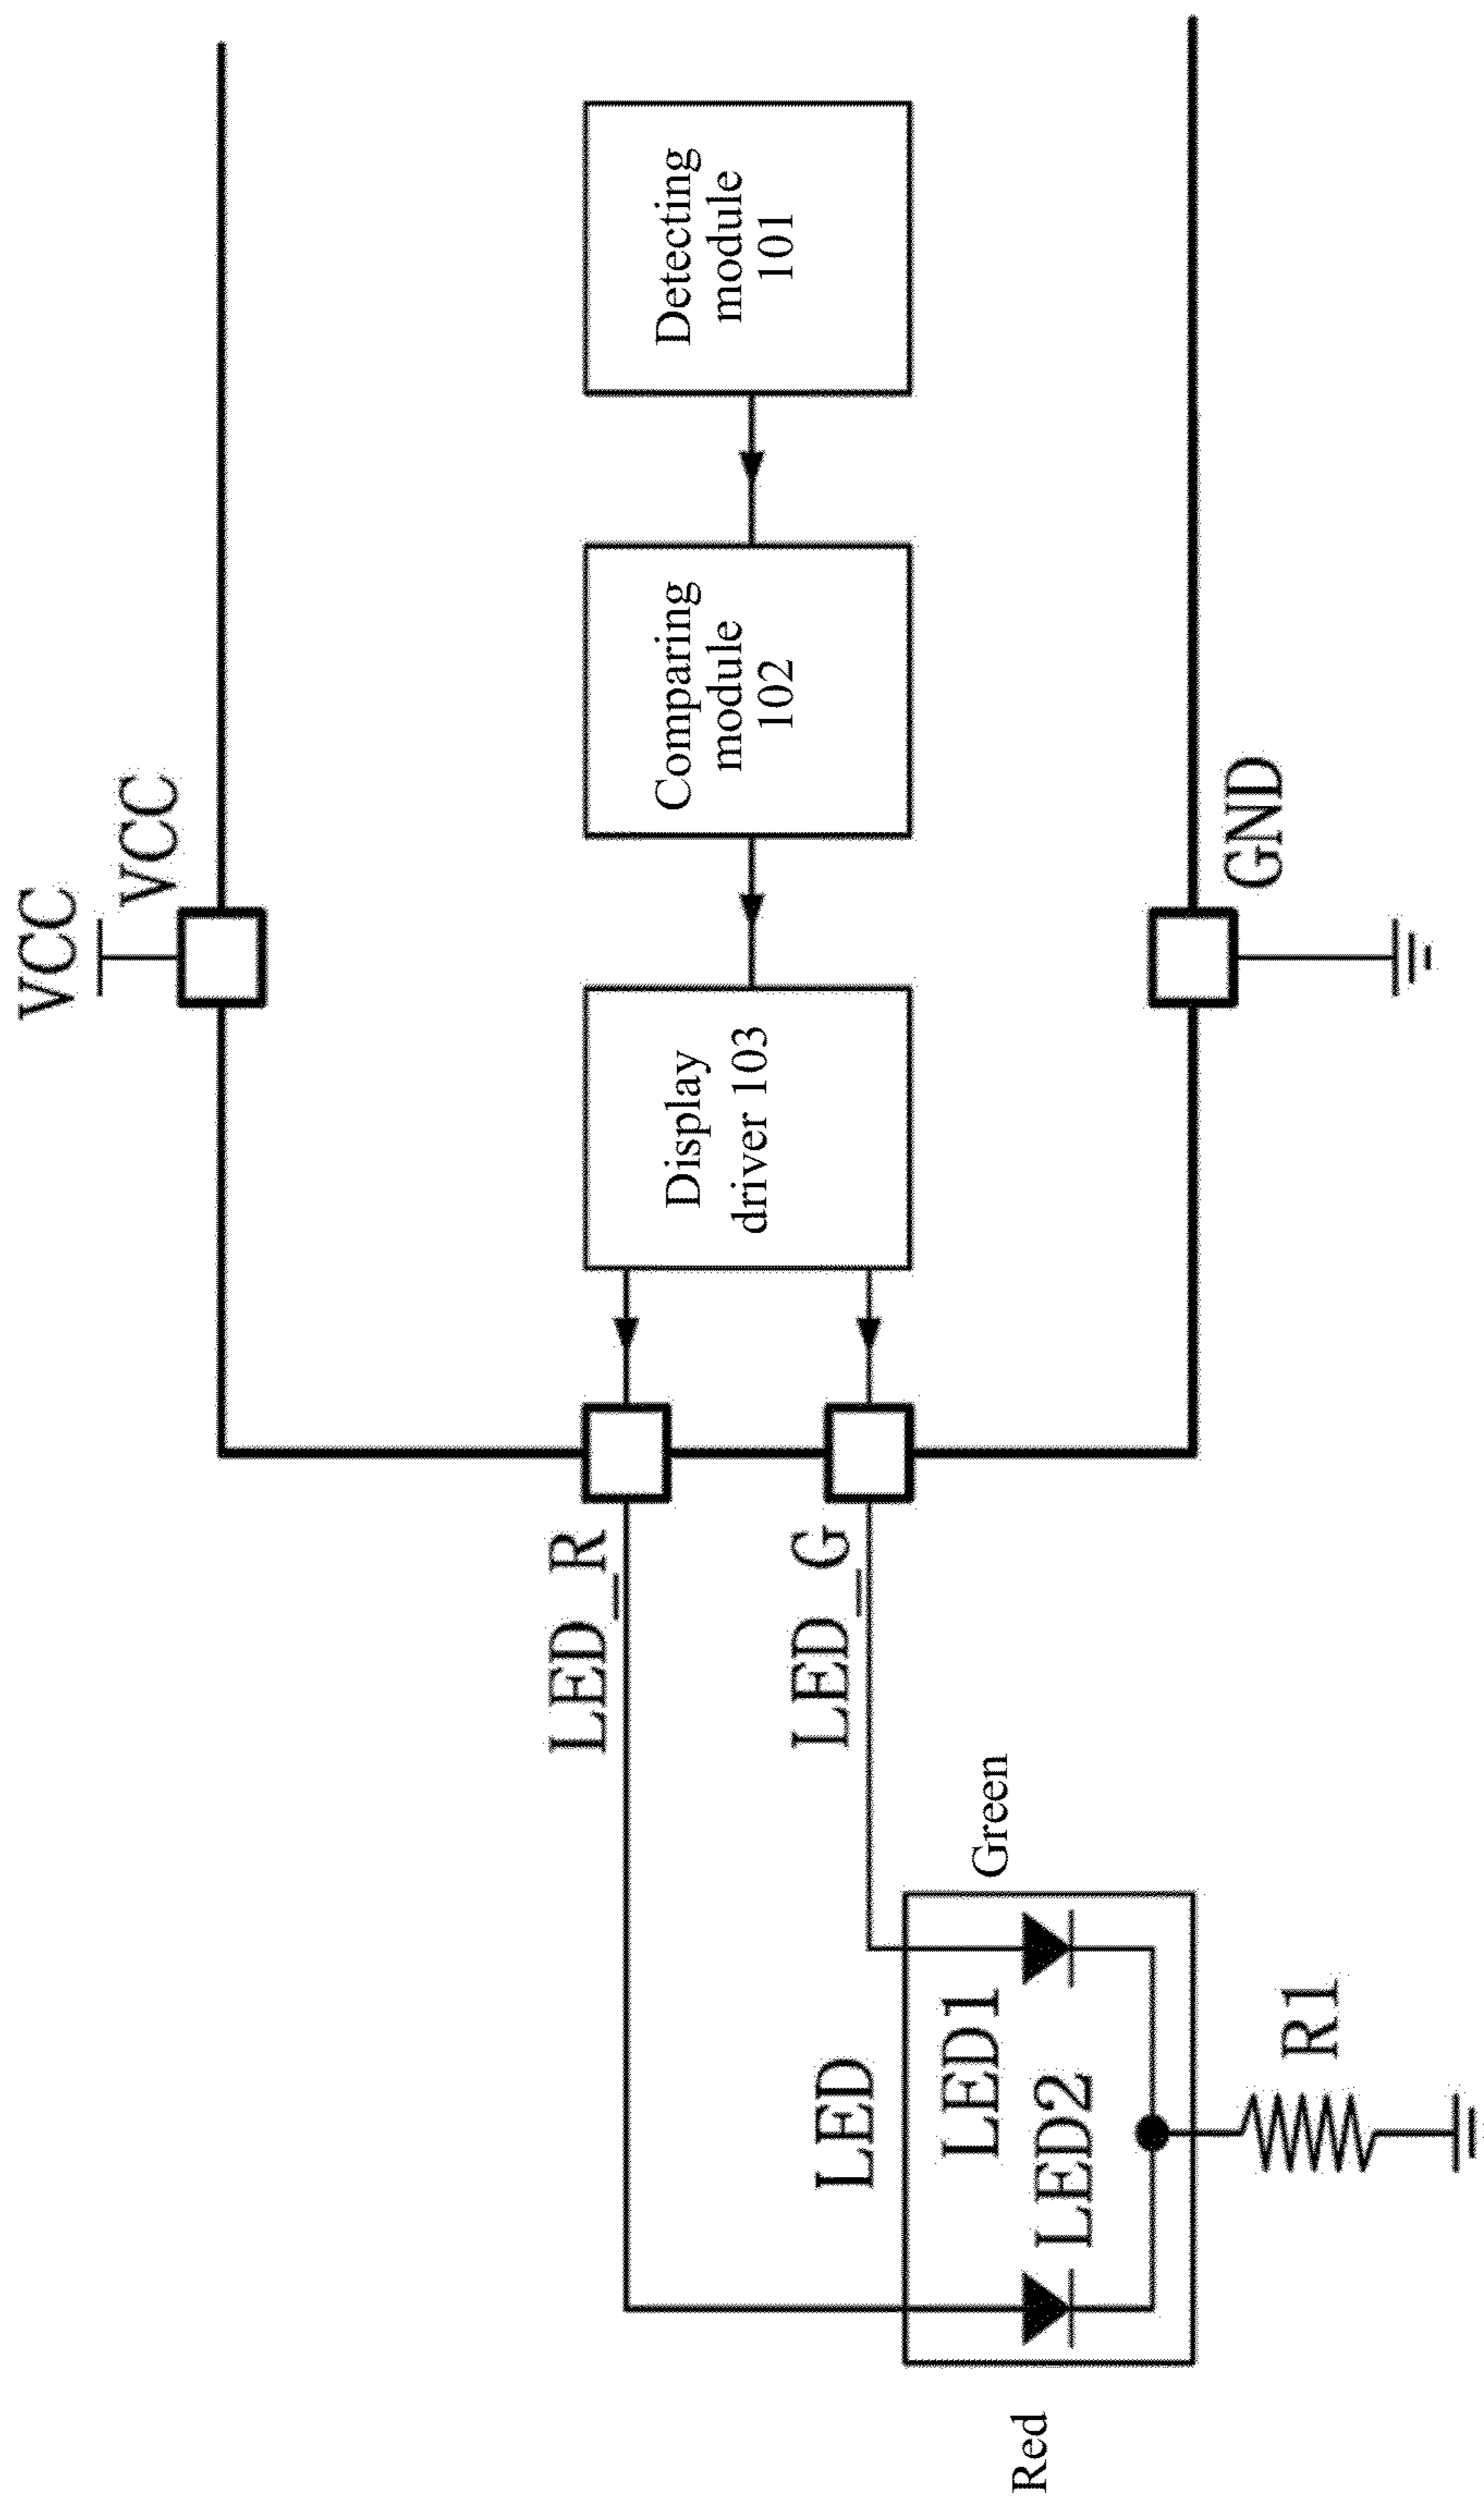 VCC
VCC
Detecting
module
101
Comparing
module
102
Display
driver 103
GND
LED_R
LED_G
Green
LED
LED1
LED2
R1
Red